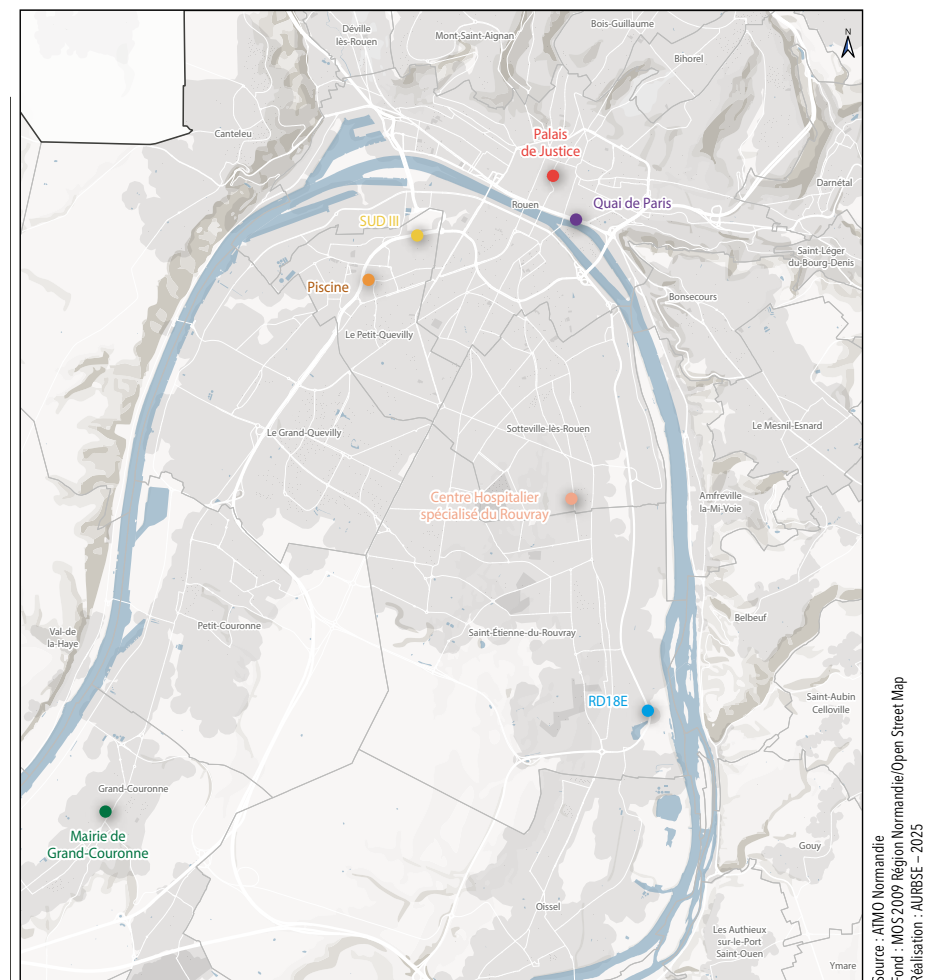 Déville
lès-Rouen
Mont-Saint-Aignan
Bois-Guillaume
N
Bihorel
Canteleu
Palais
de Justice
Darnétal
Quai de Paris
Rouen
SUD III
Saint-Léger
du-Bourg-Denis
Piscine
Bonsecours
Le Petit-Quevilly
Le Grand-Quevilly
Sotteville-lès-Rouen
Le Mesnil-Esnard
Centre Hospitalier
spécialisé du Rouvray
Amfreville
la-Mi-Voie
Val-de
la-Haye
Petit-Couronne
Saint-Étienne-du-Rouvray
Belbeuf
RD18E
Saint-Aubin
Celloville
Grand-Couronne
Mairie de
Grand-Couronne
Gouy
Oissel
Les Authieux
sur-le-Port
Saint-Ouen
Ymare
Source : ATMO Normandie
Fond : MOS 2009 Région Normandie/Open Street Map
Réalisation : AURBSE – 2025